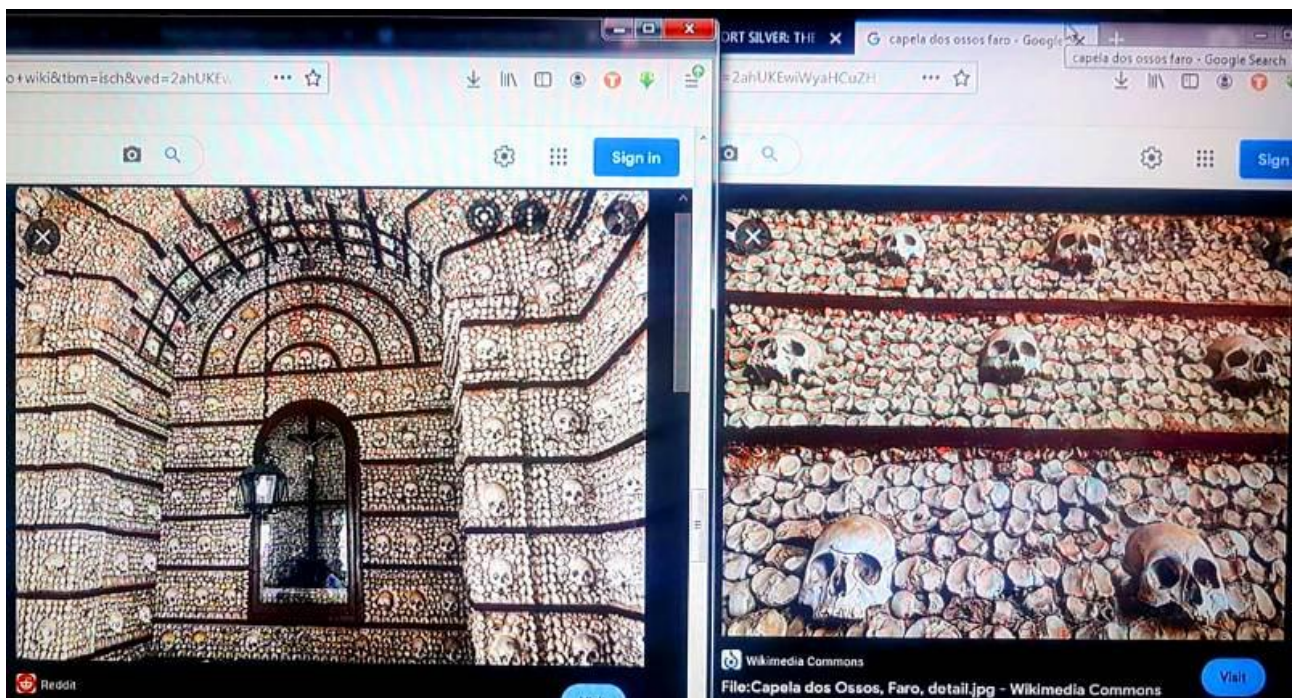 ORT SILVER: THE
capela dos ossos faro - Google
capela dos ossos faro - Google Search
o+wiki&tbm=isch&ved=2ahUKEw
=2ahUKEwiWyaHCuZH
Sign in
Sign
Reddit
Wikimedia Commons
File:Capela dos Ossos, Faro, detail.jpg - Wikimedia Commons
Visit